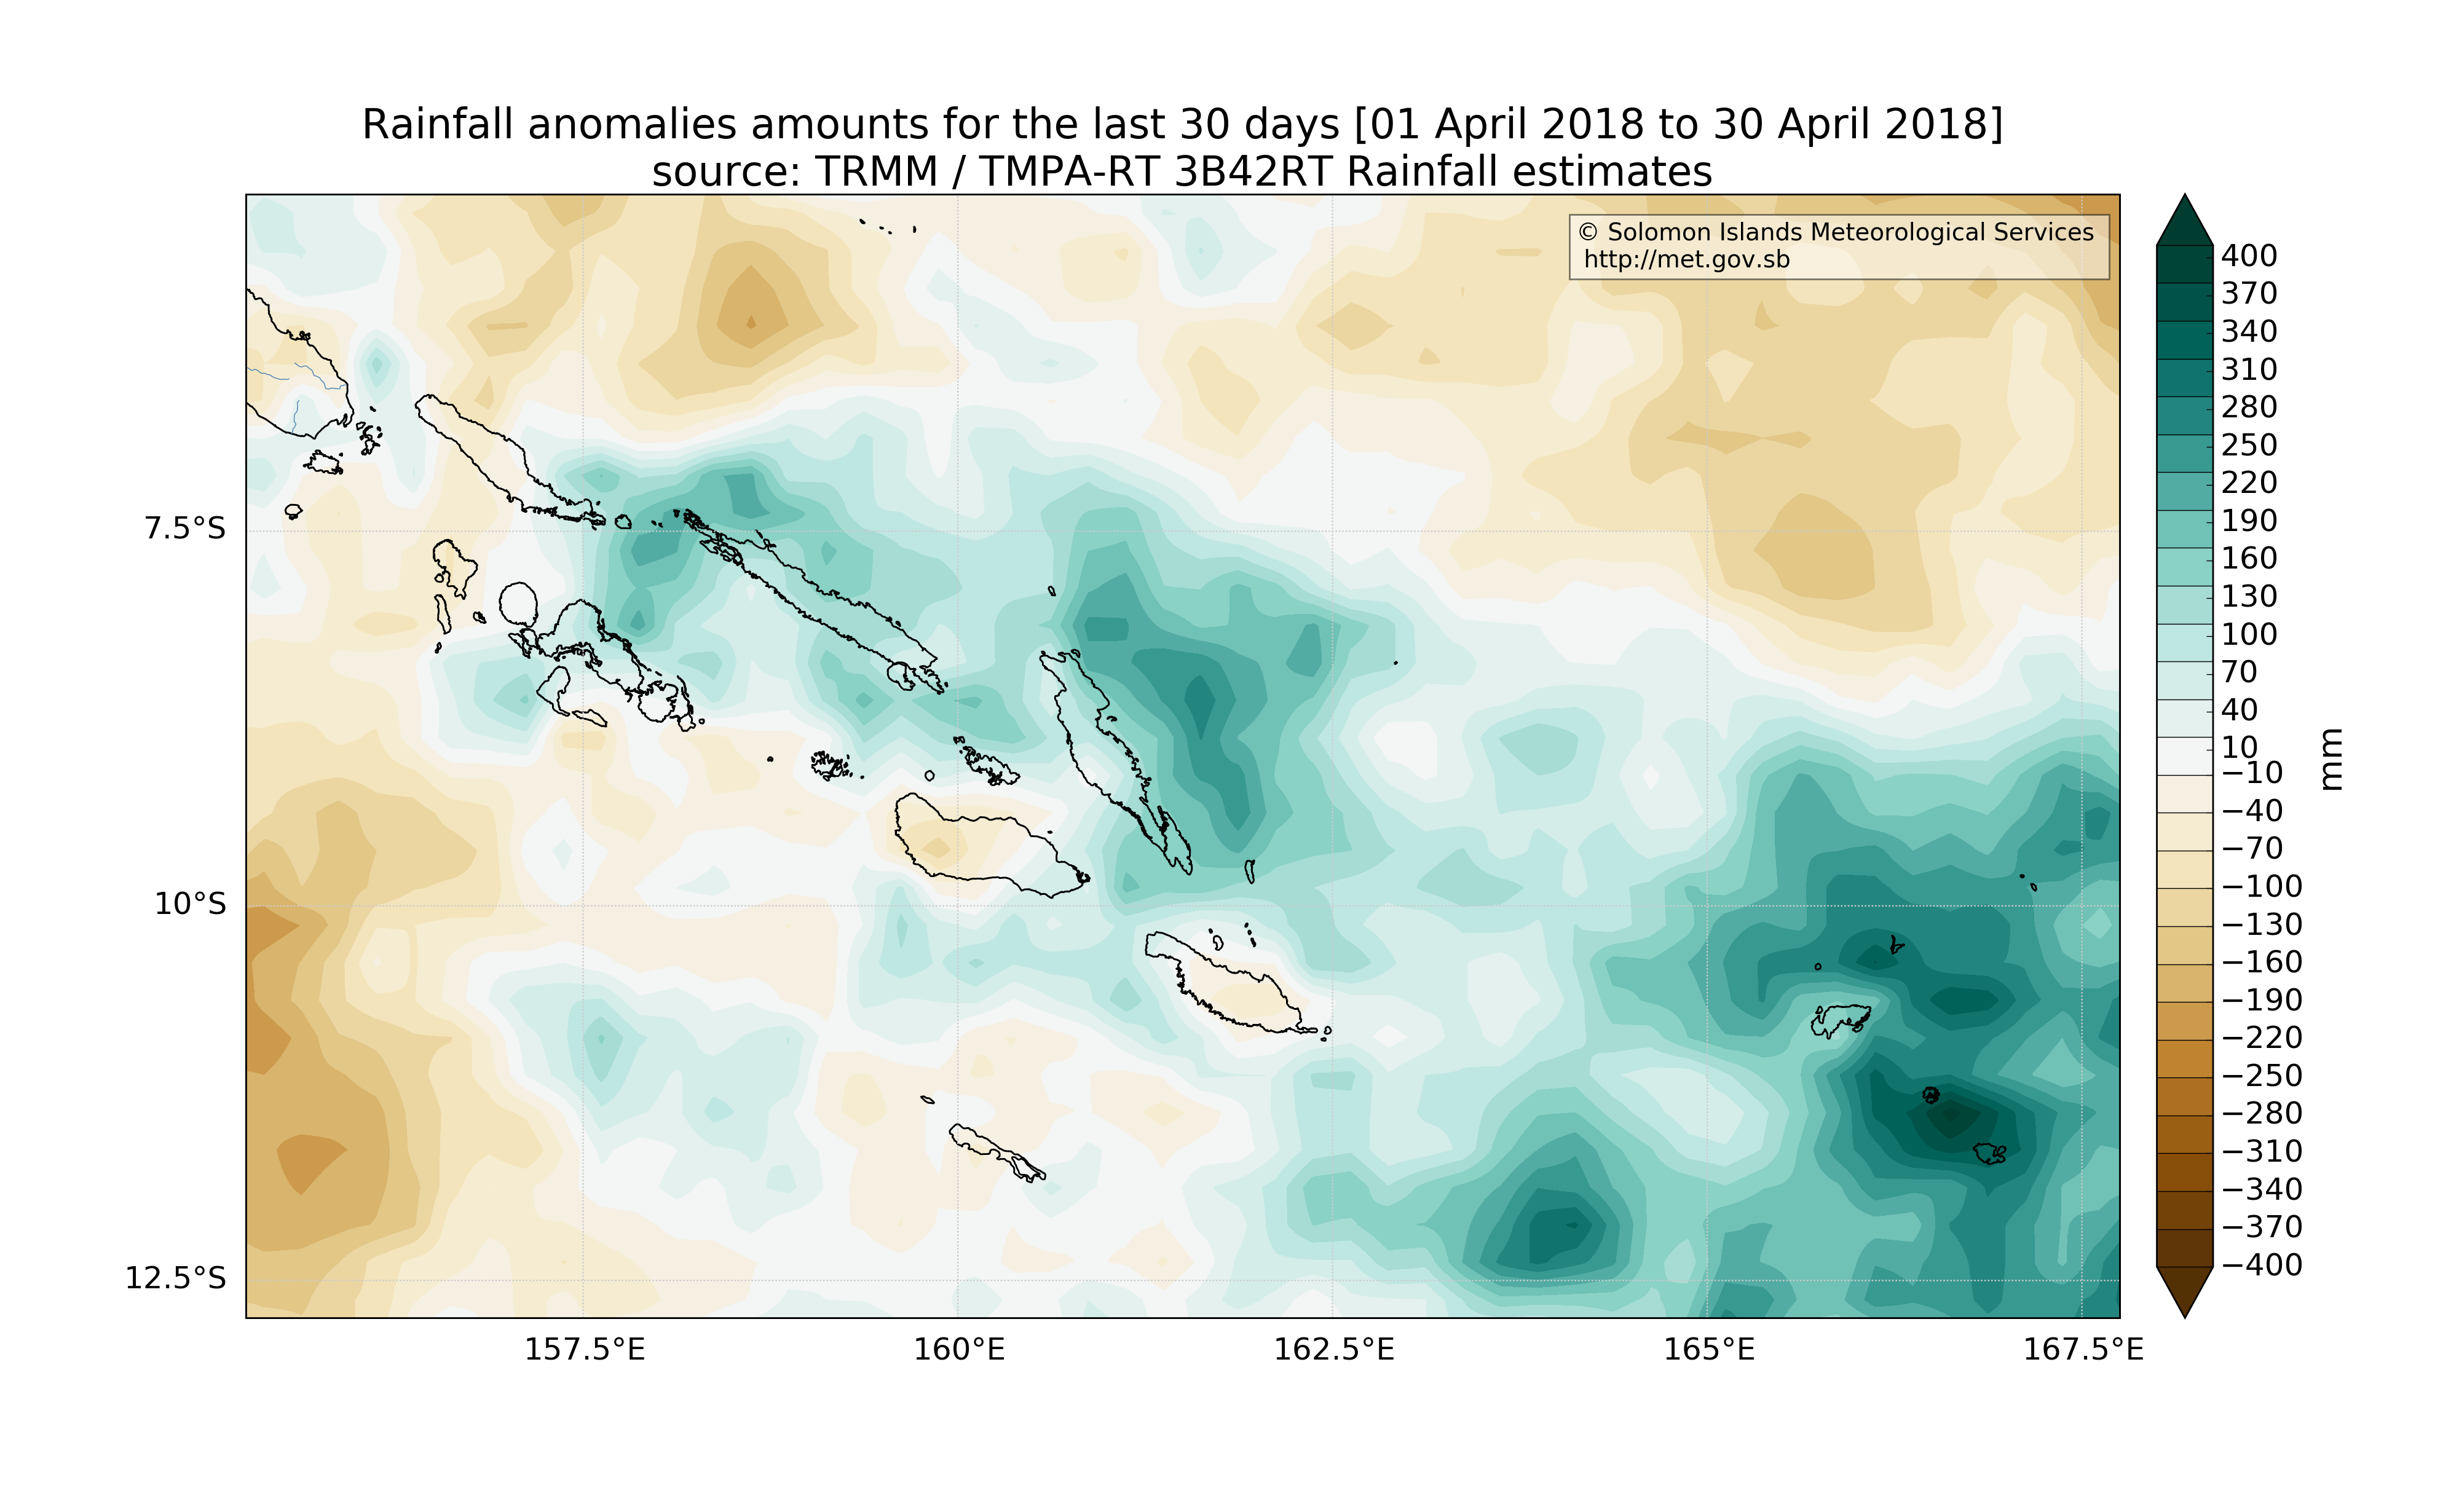 Rainfall anomalies amounts for the last 30 days [01 April 2018 to 30 April 2018]
source: TRMM / TMPA-RT 3B42RT Rainfall estimates
© Solomon Islands Meteorological Services
http://met.gov.sb
7.5°S
10°S
12.5°S
157.5°E
160°E
162.5°E
165°E
167.5°E
400
370
340
310
280
250
220
190
160
130
100
70
40
10
−10
−40
−70
−100
−130
−160
−190
−220
−250
−280
−310
−340
−370
−400
mm